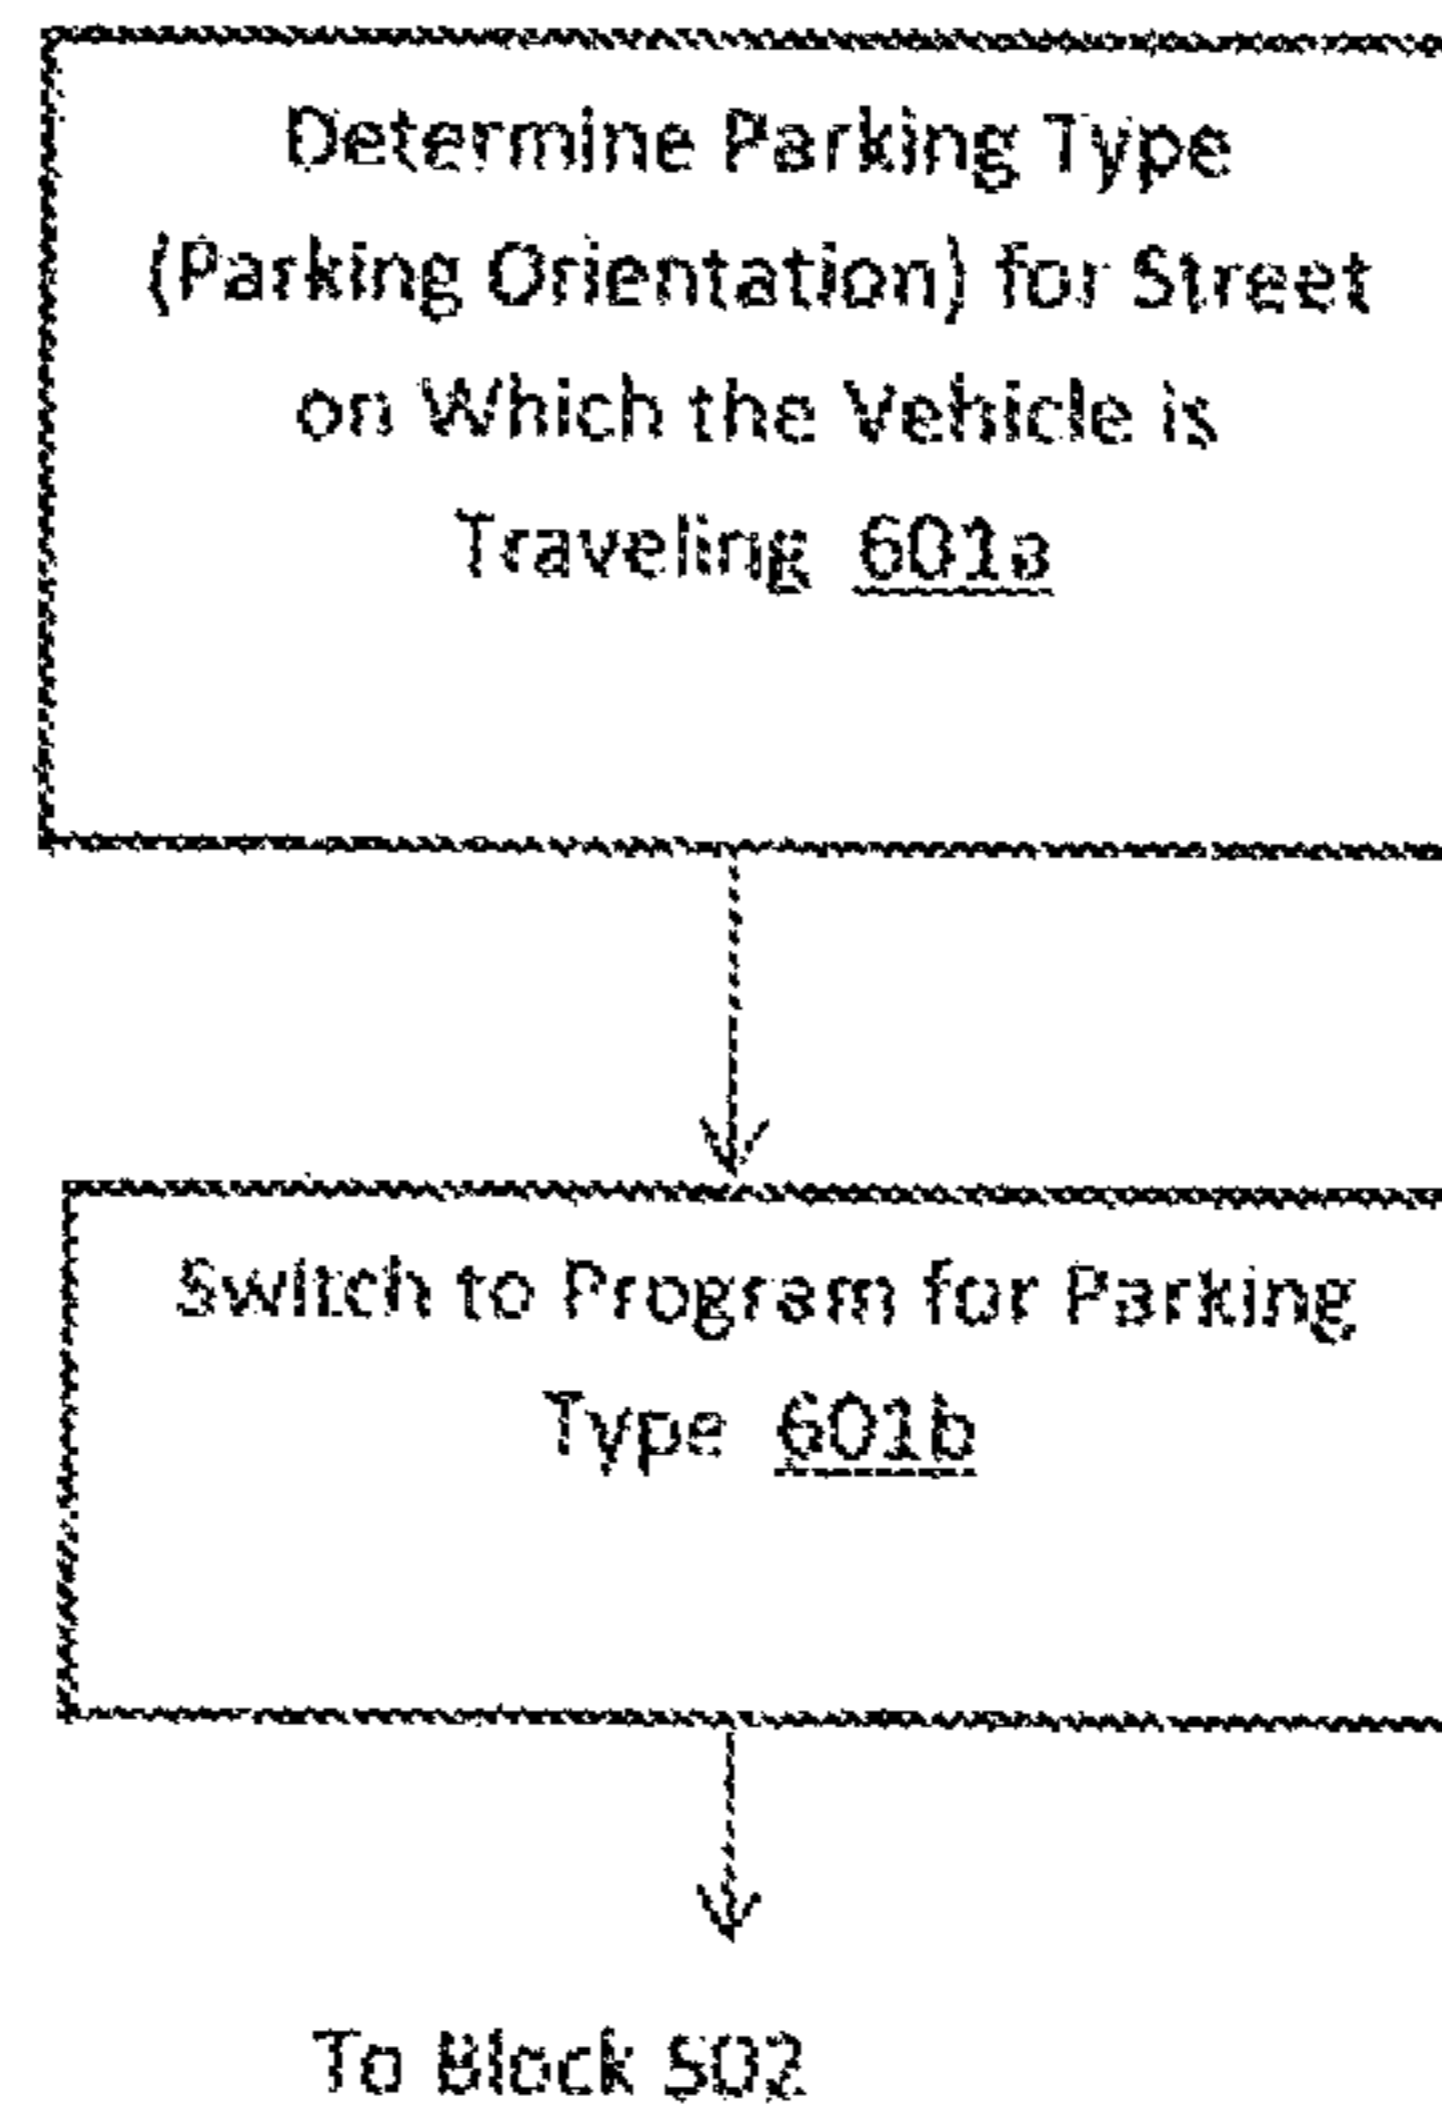 Determine Parking Type
(Parking Orientation) for Street
on Which the Vehicle is
Traveling 601a
Switch to Program for Parking
Type 601b
To Block 502